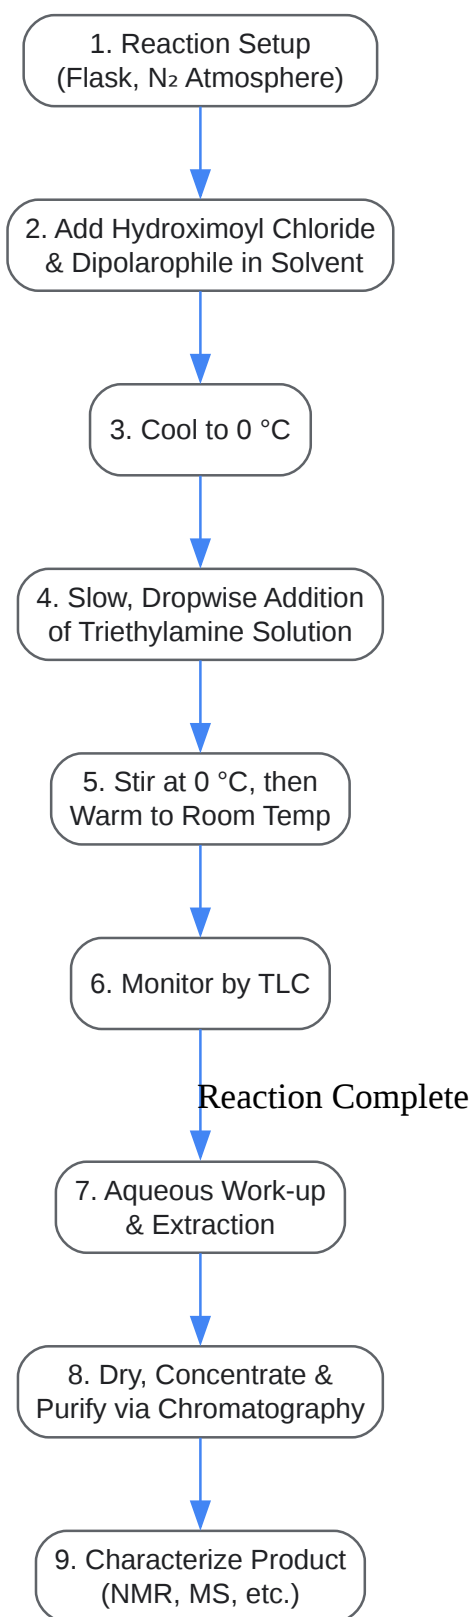 1. Reaction Setup
(Flask, N₂ Atmosphere)
2. Add Hydroximoyl Chloride
& Dipolarophile in Solvent
3. Cool to 0 °C
4. Slow, Dropwise Addition
of Triethylamine Solution
5. Stir at 0 °C, then
Warm to Room Temp
6. Monitor by TLC
Reaction Complete
7. Aqueous Work-up
& Extraction
8. Dry, Concentrate &
Purify via Chromatography
9. Characterize Product
(NMR, MS, etc.)